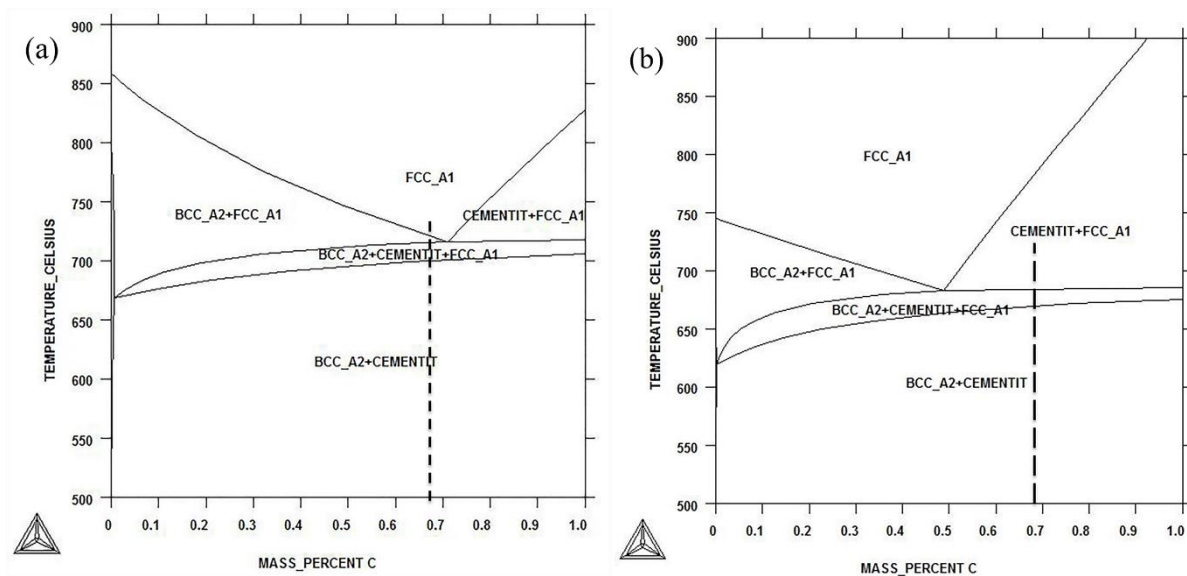 (a)
TEMPERATURE_CELSIUS
900
850
800
750
700
650
600
550
500
FCC_A1
BCC_A2+FCC_A1
CEMENTIT+FCC_A1
BCC_A2+CEMENTIT+FCC_A1
BCC_A2+CEMENTIT
0 0.1 0.2 0.3 0.4 0.5 0.6 0.7 0.8 0.9 1.0
MASS_PERCENT C
(b)
TEMPERATURE_CELSIUS
900
850
800
750
700
650
600
550
500
FCC_A1
CEMENTIT+FCC_A1
BCC_A2+FCC_A1
BCC_A2+CEMENTIT+FCC_A1
BCC_A2+CEMENTIT
0 0.1 0.2 0.3 0.4 0.5 0.6 0.7 0.8 0.9 1.0
MASS_PERCENT C